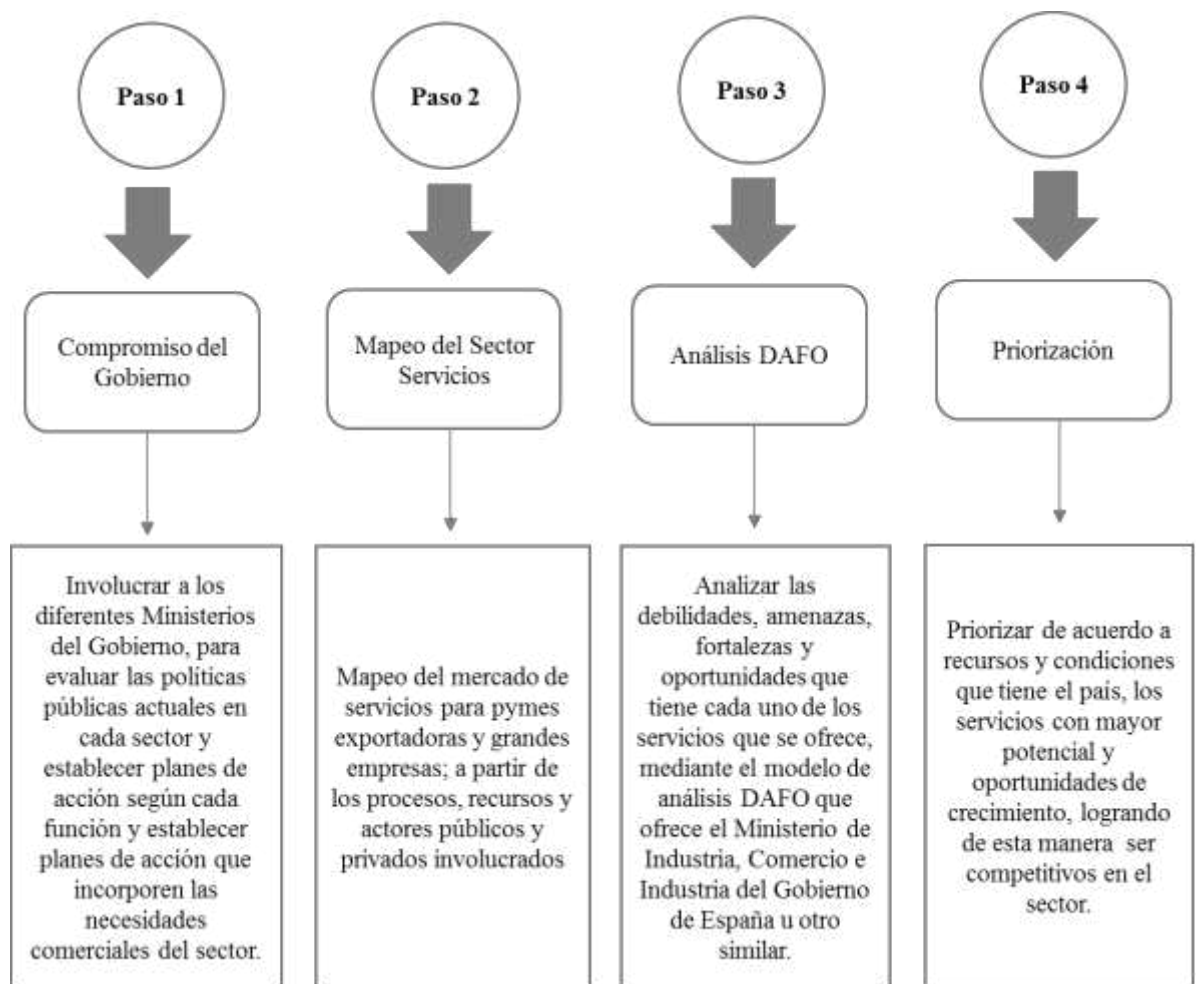 Paso 1
Paso 2
Paso 3
Paso 4
Compromiso del
Gobierno
Mapeo del Sector
Servicios
Análisis DAFO
Priorización
Involucrar a los
diferentes Ministerios
del Gobierno, para
evaluar las políticas
públicas actuales en
cada sector y
establecer planes de
acción según cada
función y establecer
planes de acción que
incorporen las
necesidades
comerciales del sector.
Mapeo del mercado de
servicios para pymes
exportadoras y grandes
empresas; a partir de
los procesos, recursos y
actores públicos y
privados involucrados
Analizar las
debilidades, amenazas,
fortalezas y
oportunidades que
tiene cada uno de los
servicios que se ofrece,
mediante el modelo de
análisis DAFO que
ofrece el Ministerio de
Industria, Comercio e
Industria del Gobierno
de España u otro
similar.
Priorizar de acuerdo a
recursos y condiciones
que tiene el país, los
servicios con mayor
potencial y
oportunidades de
crecimiento, logrando
de esta manera ser
competitivos en el
sector.